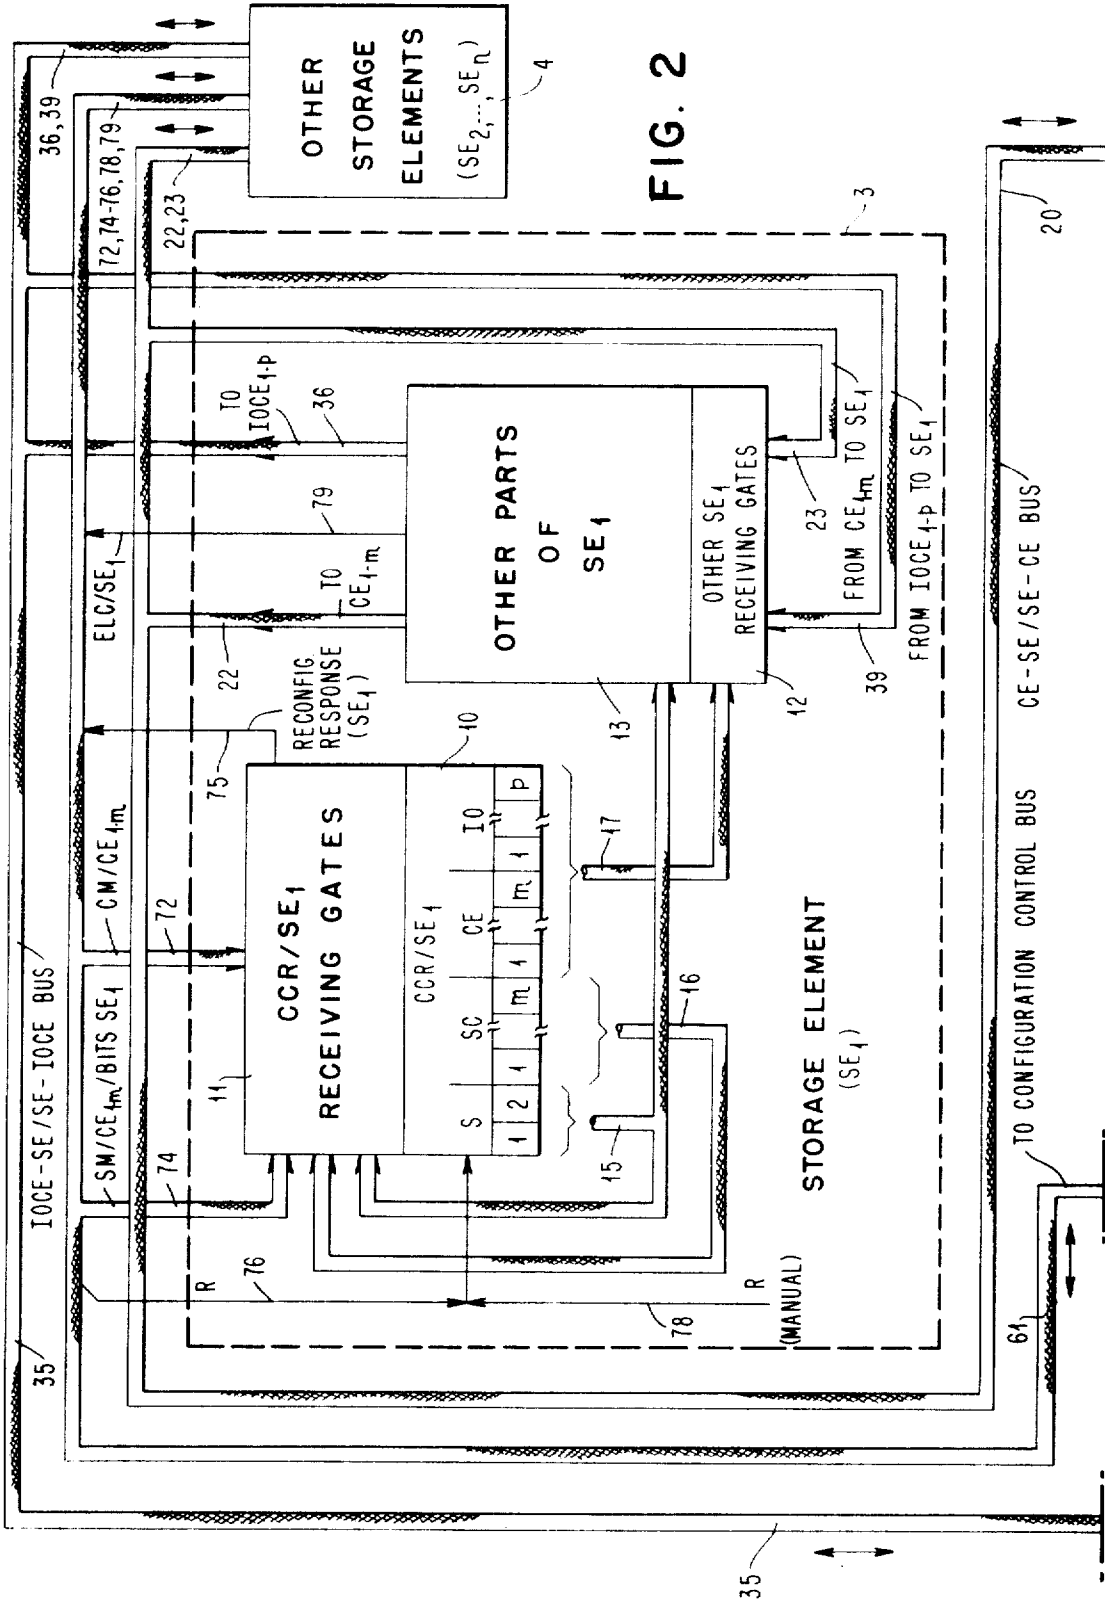 36,39
72,74-76,78,79
22,23
OTHER
STORAGE
ELEMENTS
(SE2,...SEn)
4
FIG. 2
3
20
IOCE-SE/SE-IOCE BUS
35
SM/CE1-m/BITS SE1
74
CM/CE1-m
72
75
RECONFIG
RESPONSE
(SE1)
ELC/SE1
22
TO
CE1-m
79
TO
IOCE1-p
36
R
76
11
CCR/SE1
RECEIVING GATES
CCR/SE1
10
S SC CE IO
1 2 1 m 1 m 1 p
15
16
17
OTHER PARTS
OF
SE1
13
OTHER SE1
RECEIVING GATES
12
23
39
FROM CE1-m TO SE1
FROM IOCE1-p TO SE1
78
R
(MANUAL)
STORAGE ELEMENT
(SE1)
61
TO CONFIGURATION CONTROL BUS
CE-SE/SE-CE BUS
35